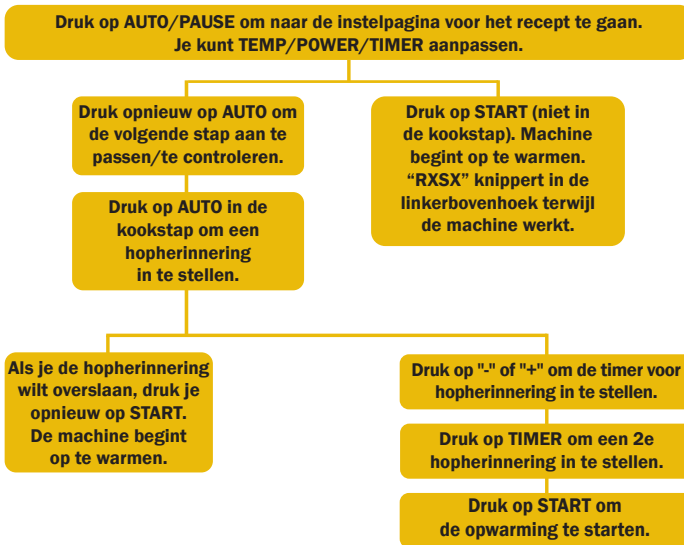 Druk op AUTO/PAUSE om naar de instelpagina voor het recept te gaan.
Je kunt TEMP/POWER/TIMER aanpassen.
Druk opnieuw op AUTO om
de volgende stap aan te
passen/te controleren.
Druk op START (niet in
de kookstap). Machine
begint op te warmen.
“RXSX” knippert in de
linkerbovenhoek terwijl
de machine werkt.
Druk op AUTO in de
kookstap om een
hopherinnering
in te stellen.
Als je de hopherinnering
wilt overslaan, druk je
opnieuw op START.
De machine begint
op te warmen.
Druk op "-" of "+" om de timer voor
hopherinnering in te stellen.
Druk op TIMER om een 2e
hopherinnering in te stellen.
Druk op START om
de opwarming te starten.